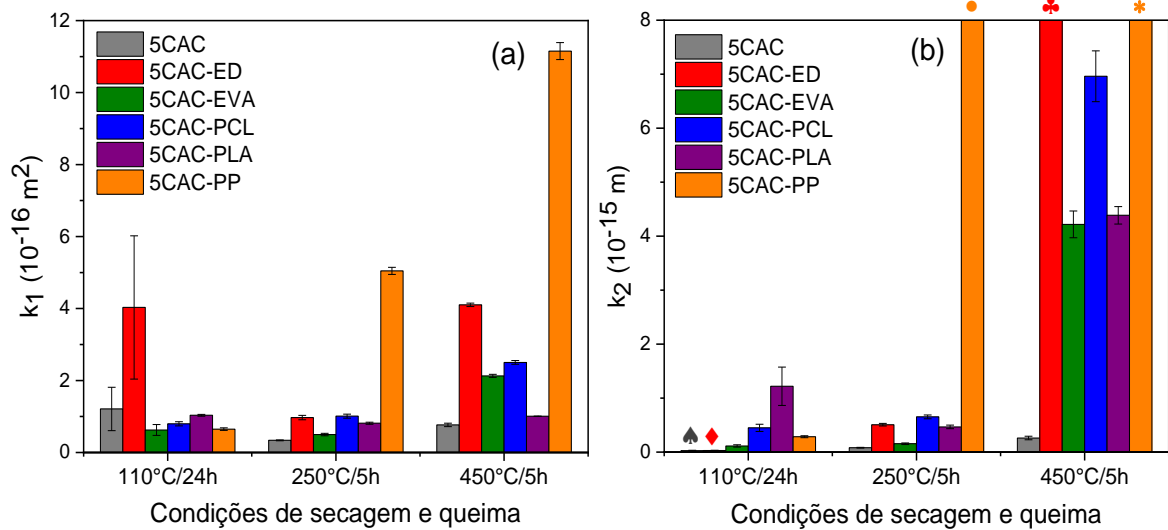 (a)
5CAC
5CAC-ED
5CAC-EVA
5CAC-PCL
5CAC-PLA
5CAC-PP
12
10
8
6
4
2
0
k1 (10-16 m2)
110°C/24h
250°C/5h
450°C/5h
Condições de secagem e queima
(b)
5CAC
5CAC-ED
5CAC-EVA
5CAC-PCL
5CAC-PLA
5CAC-PP
8
6
4
2
0
k2 (10-15 m)
110°C/24h
250°C/5h
450°C/5h
Condições de secagem e queima